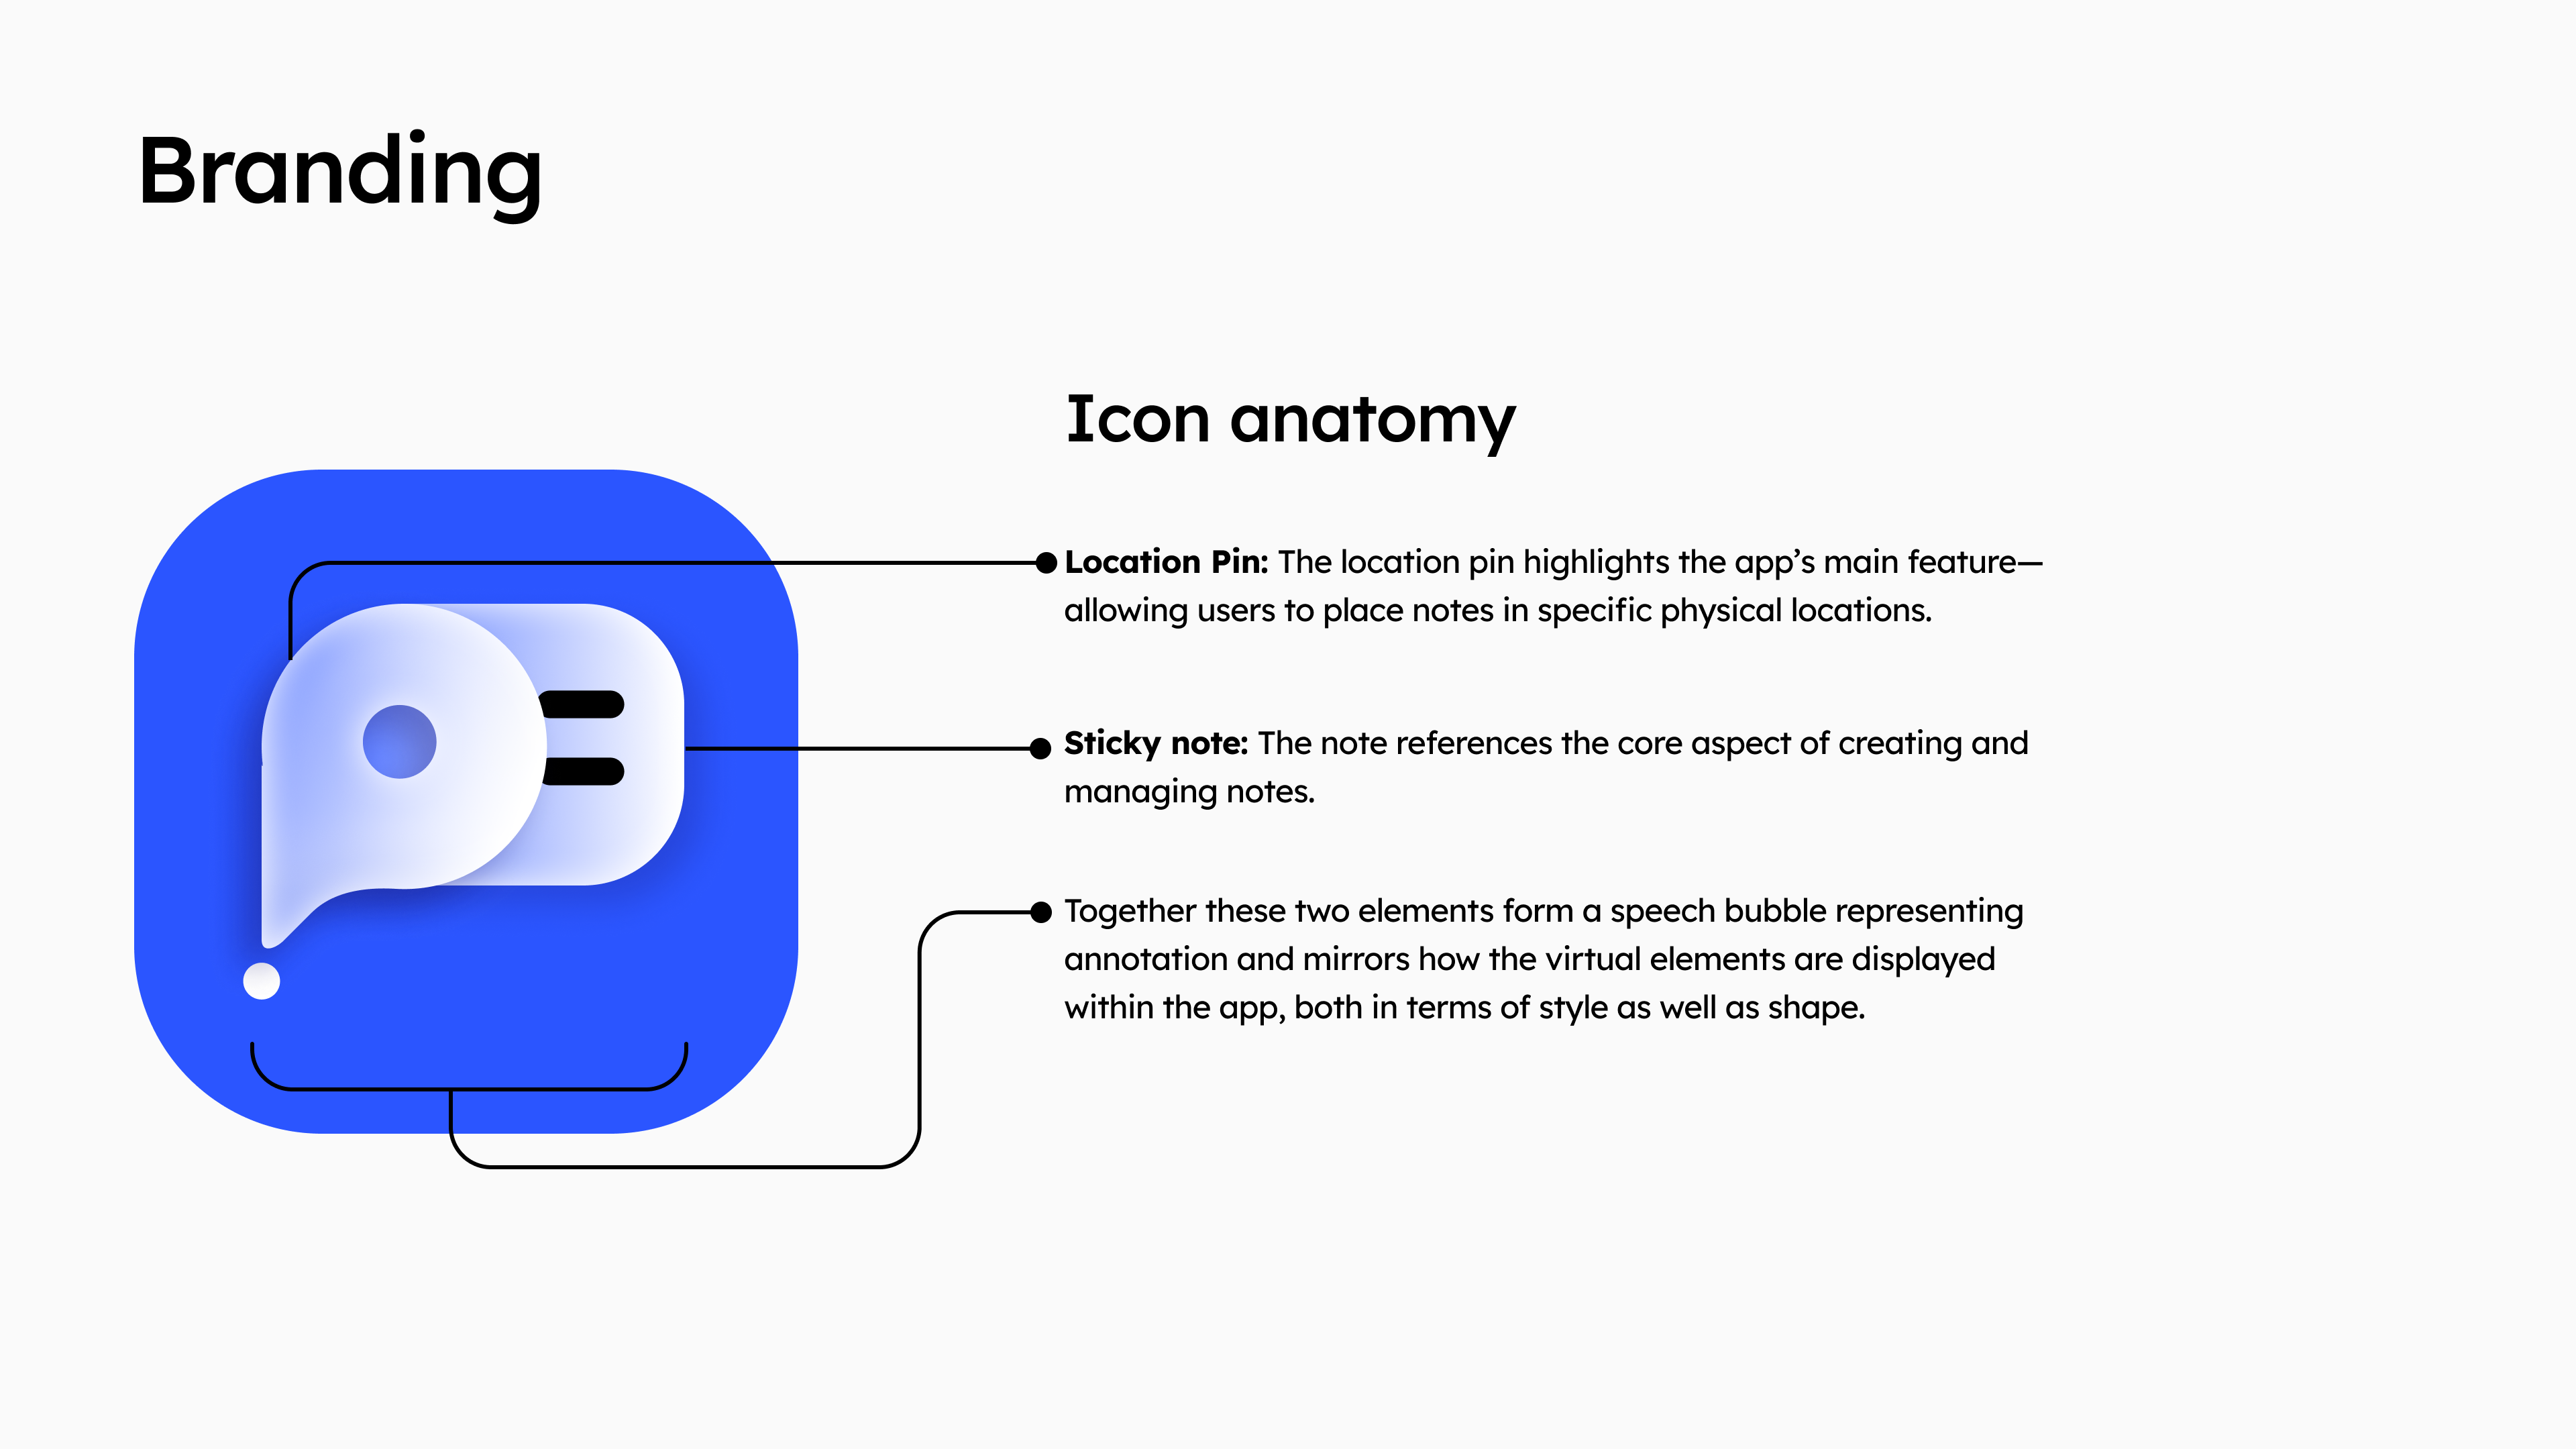 Branding
Icon anatomy
Location Pin: The location pin highlights the app’s main feature—
allowing users to place notes in specific physical locations.
Sticky note: The note references the core aspect of creating and
managing notes.
Together these two elements form a speech bubble representing
annotation and mirrors how the virtual elements are displayed
within the app, both in terms of style as well as shape.